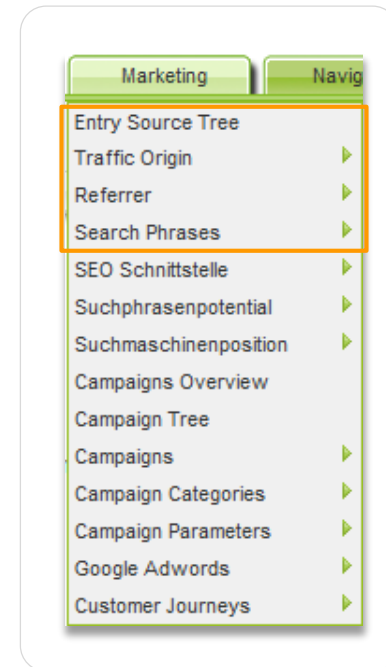 Marketing
Navig
Entry Source Tree
Traffic Origin
Referrer
Search Phrases
SEO Schnittstelle
Suchphrasenpotential
Suchmaschinenposition
Campaigns Overview
Campaign Tree
Campaigns
Campaign Categories
Campaign Parameters
Google Adwords
Customer Journeys